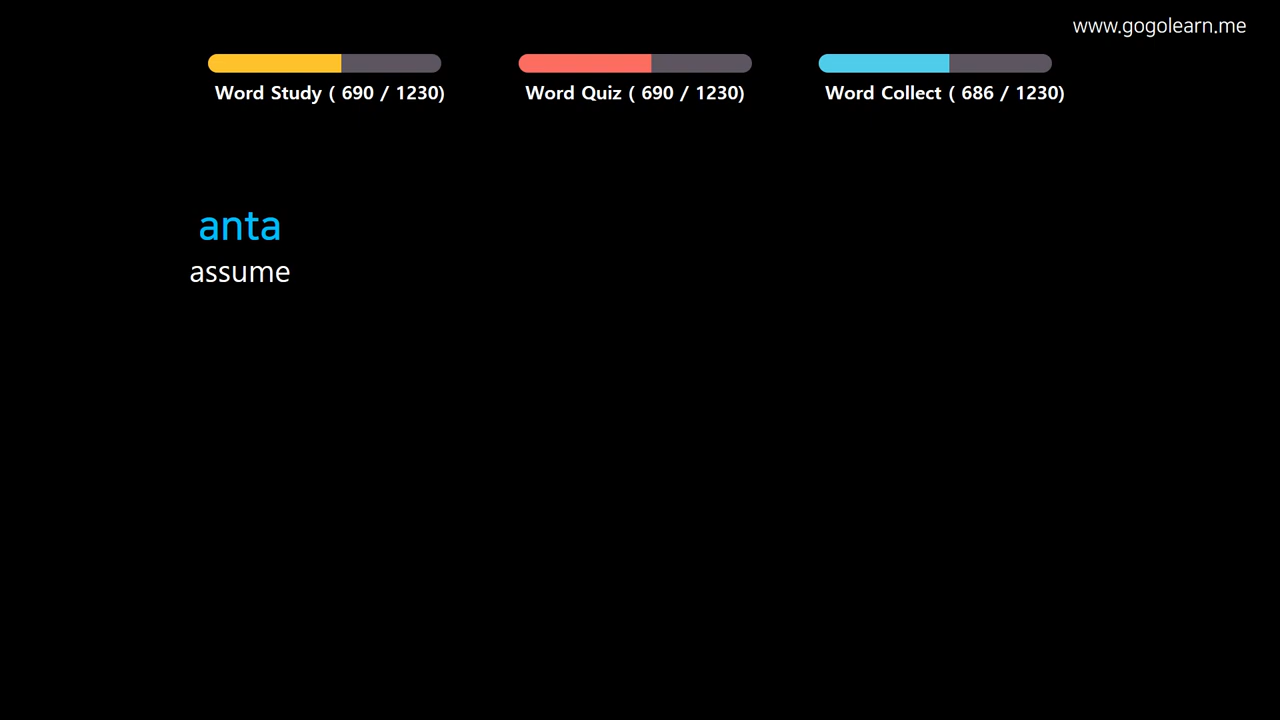 www.gogolearn.me
Word Study ( 690 / 1230)
Word Quiz ( 690 / 1230)
Word Collect ( 686 / 1230)
anta
assume